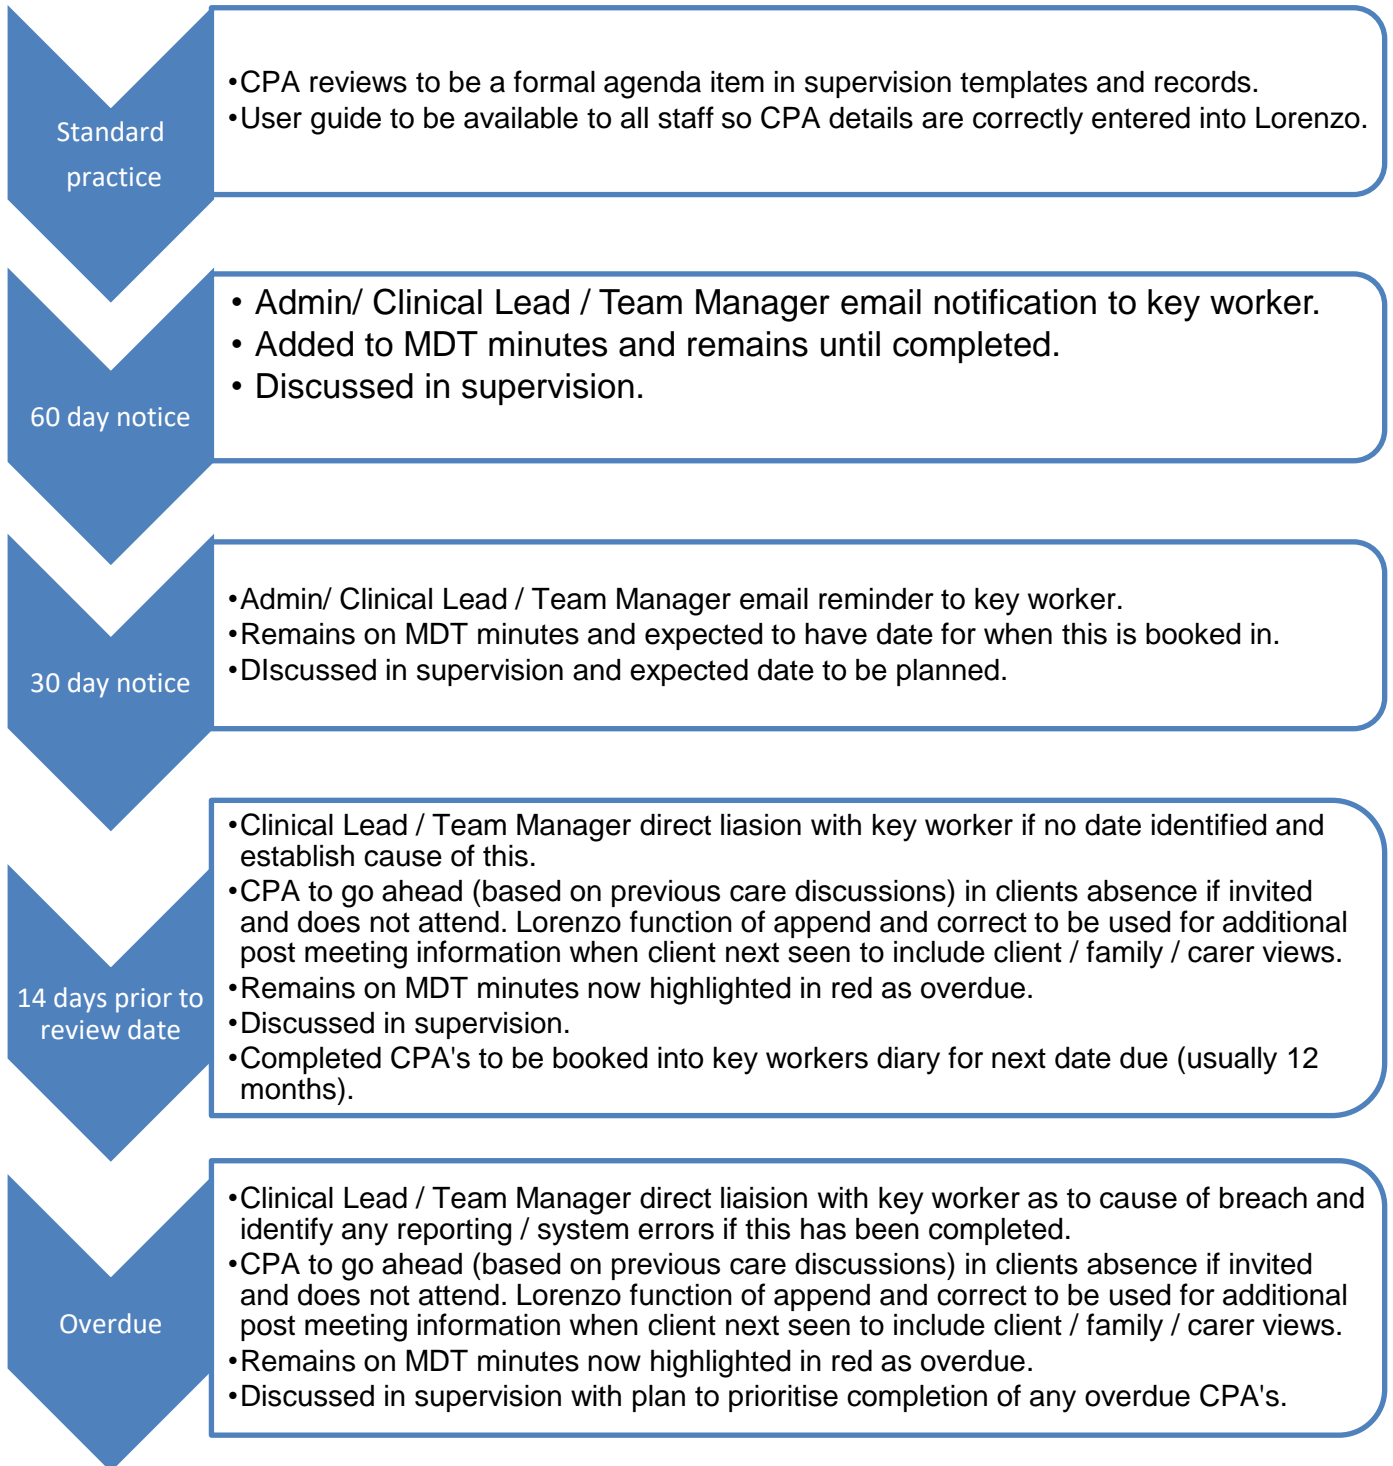 Standard
practice
•CPA reviews to be a formal agenda item in supervision templates and records.
•User guide to be available to all staff so CPA details are correctly entered into Lorenzo.
60 day notice
• Admin/ Clinical Lead / Team Manager email notification to key worker.
• Added to MDT minutes and remains until completed.
• Discussed in supervision.
30 day notice
•Admin/ Clinical Lead / Team Manager email reminder to key worker.
•Remains on MDT minutes and expected to have date for when this is booked in.
•DIscussed in supervision and expected date to be planned.
14 days prior to
review date
•Clinical Lead / Team Manager direct liasion with key worker if no date identified and
establish cause of this.
•CPA to go ahead (based on previous care discussions) in clients absence if invited
and does not attend. Lorenzo function of append and correct to be used for additional
post meeting information when client next seen to include client / family / carer views.
•Remains on MDT minutes now highlighted in red as overdue.
•Discussed in supervision.
•Completed CPA's to be booked into key workers diary for next date due (usually 12
months).
Overdue
•Clinical Lead / Team Manager direct liaision with key worker as to cause of breach and
identify any reporting / system errors if this has been completed.
•CPA to go ahead (based on previous care discussions) in clients absence if invited
and does not attend. Lorenzo function of append and correct to be used for additional
post meeting information when client next seen to include client / family / carer views.
•Remains on MDT minutes now highlighted in red as overdue.
•Discussed in supervision with plan to prioritise completion of any overdue CPA's.